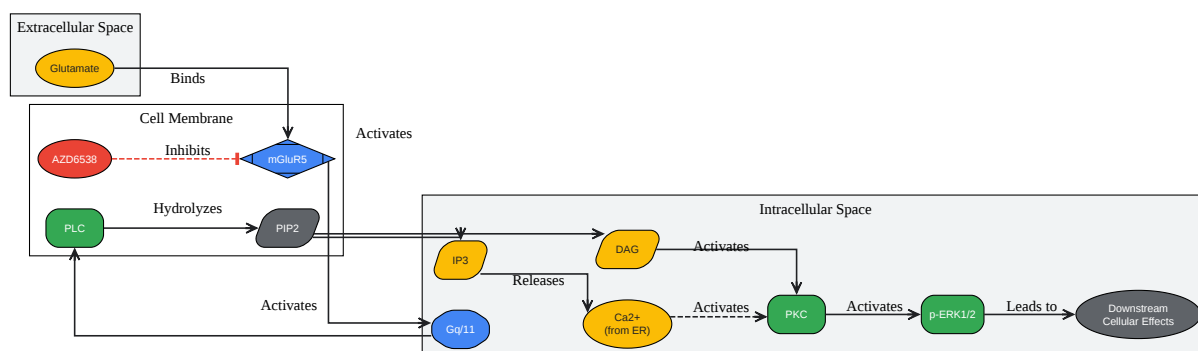 Extracellular Space
Glutamate
Binds
Cell Membrane
Activates
AZD6538
Inhibits
mGluR5
PLC
Hydrolyzes
PIP2
Intracellular Space
IP3
DAG
Activates
Releases
Activates
Gq/11
Ca2+
(from ER)
Activates
PKC
Activates
p-ERK1/2
Leads to
Downstream
Cellular Effects